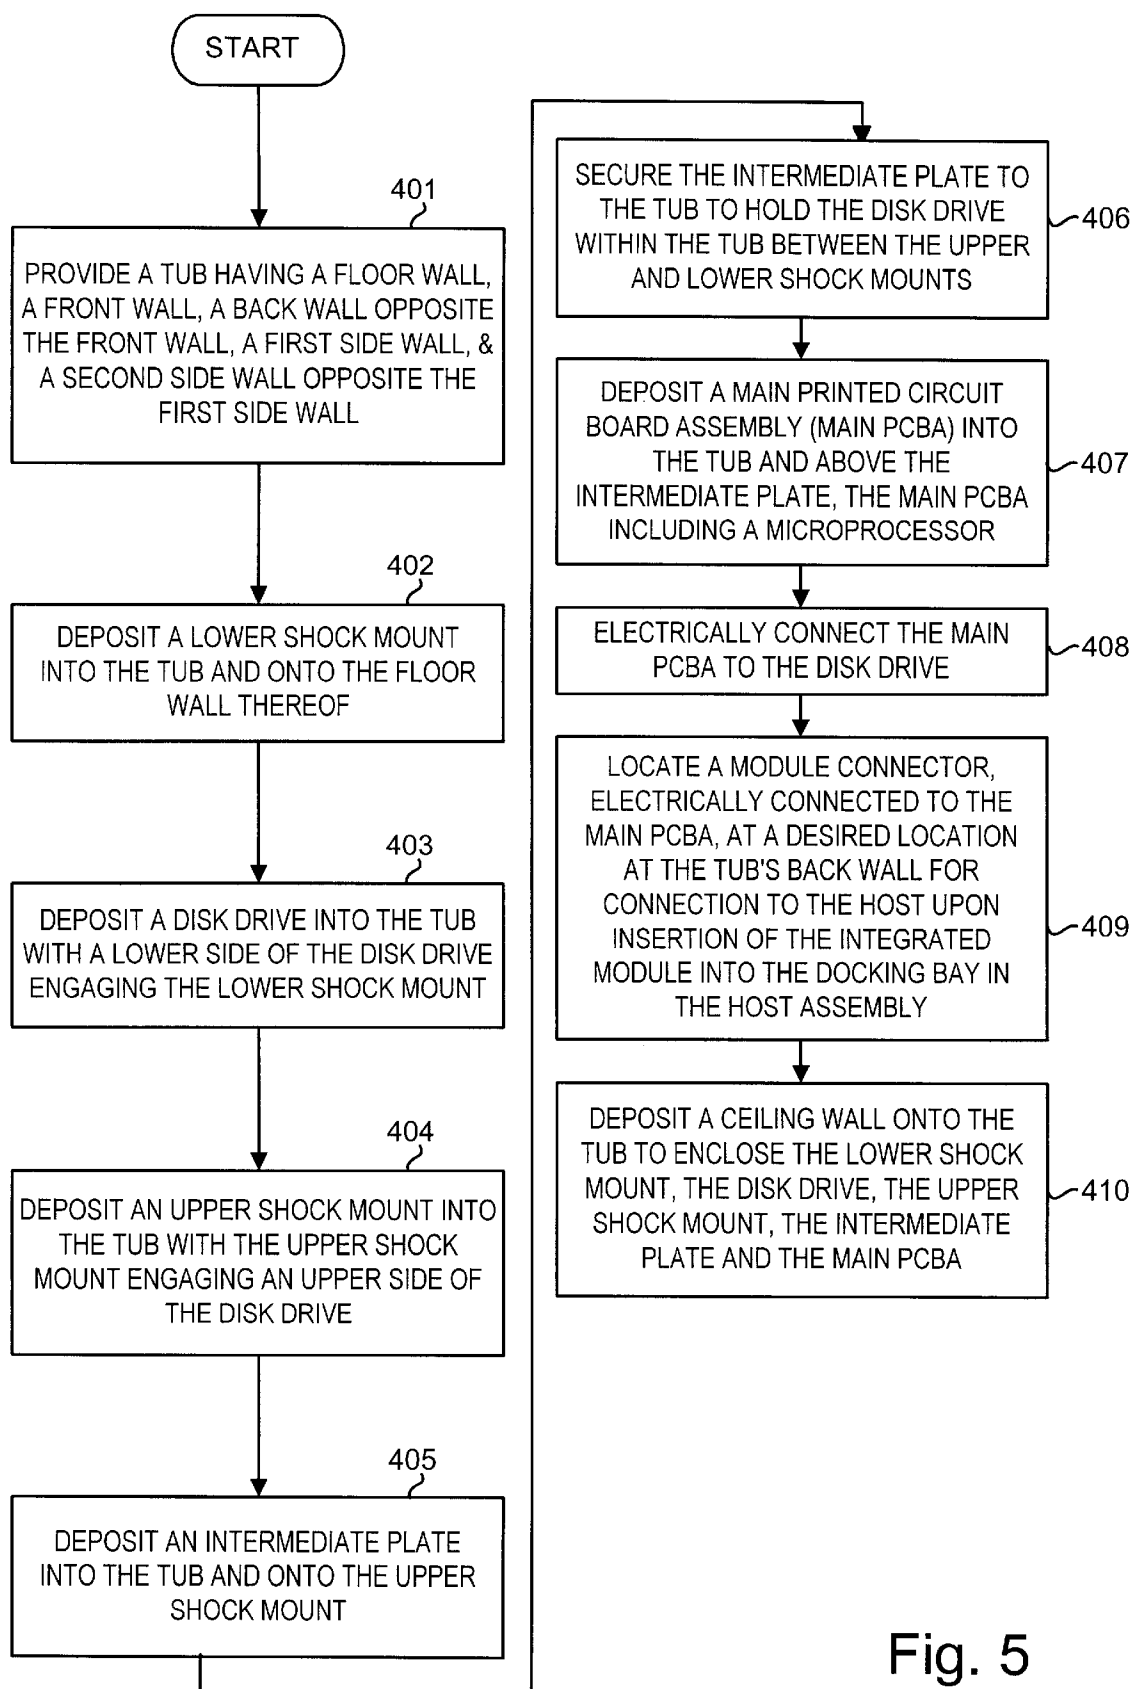 START
401
PROVIDE A TUB HAVING A FLOOR WALL,
A FRONT WALL, A BACK WALL OPPOSITE
THE FRONT WALL, A FIRST SIDE WALL, &
A SECOND SIDE WALL OPPOSITE THE
FIRST SIDE WALL
402
DEPOSIT A LOWER SHOCK MOUNT
INTO THE TUB AND ONTO THE FLOOR
WALL THEREOF
403
DEPOSIT A DISK DRIVE INTO THE TUB
WITH A LOWER SIDE OF THE DISK DRIVE
ENGAGING THE LOWER SHOCK MOUNT
404
DEPOSIT AN UPPER SHOCK MOUNT INTO
THE TUB WITH THE UPPER SHOCK
MOUNT ENGAGING AN UPPER SIDE OF
THE DISK DRIVE
405
DEPOSIT AN INTERMEDIATE PLATE
INTO THE TUB AND ONTO THE UPPER
SHOCK MOUNT
SECURE THE INTERMEDIATE PLATE TO
THE TUB TO HOLD THE DISK DRIVE
WITHIN THE TUB BETWEEN THE UPPER
AND LOWER SHOCK MOUNTS
406
DEPOSIT A MAIN PRINTED CIRCUIT
BOARD ASSEMBLY (MAIN PCBA) INTO
THE TUB AND ABOVE THE
INTERMEDIATE PLATE, THE MAIN PCBA
INCLUDING A MICROPROCESSOR
407
ELECTRICALLY CONNECT THE MAIN
PCBA TO THE DISK DRIVE
408
LOCATE A MODULE CONNECTOR,
ELECTRICALLY CONNECTED TO THE
MAIN PCBA, AT A DESIRED LOCATION
AT THE TUB'S BACK WALL FOR
CONNECTION TO THE HOST UPON
INSERTION OF THE INTEGRATED
MODULE INTO THE DOCKING BAY IN
THE HOST ASSEMBLY
409
DEPOSIT A CEILING WALL ONTO THE
TUB TO ENCLOSE THE LOWER SHOCK
MOUNT, THE DISK DRIVE, THE UPPER
SHOCK MOUNT, THE INTERMEDIATE
PLATE AND THE MAIN PCBA
410
Fig. 5